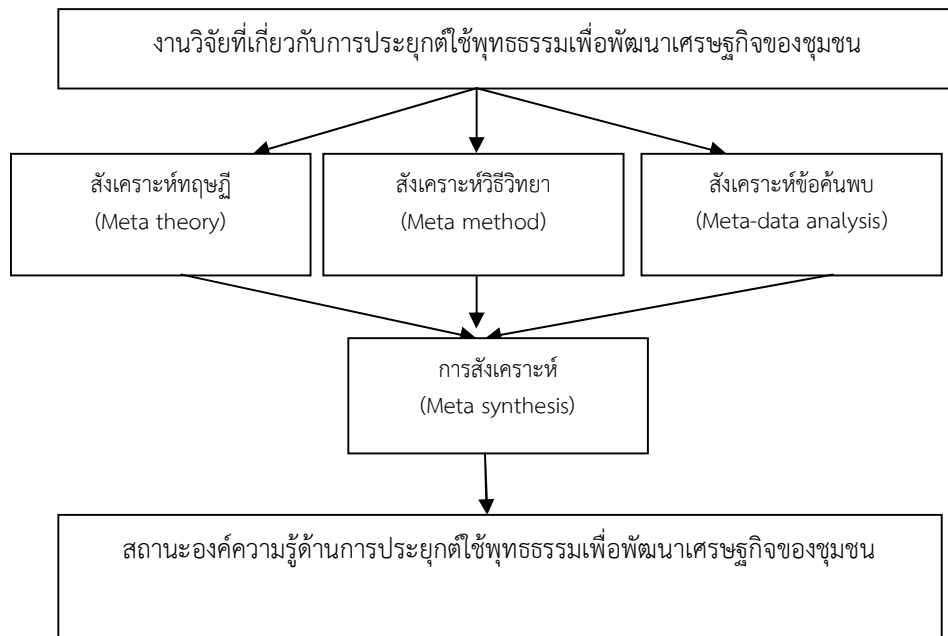 งานวิจัยที่เกี่ยวกับการประยุกต์ใช้พุทธธรรมเพื่อพัฒนาเศรษฐกิจของชุมชน
สังเคราะห์ทฤษฏี
(Meta theory)
สังเคราะห์วิธีวิทยา
(Meta method)
สังเคราะห์ข้อค้นพบ
(Meta-data analysis)
การสังเคราะห์
(Meta synthesis)
สถานะองค์ความรู้ด้านการประยุกต์ใช้พุทธธรรมเพื่อพัฒนาเศรษฐกิจของชุมชน